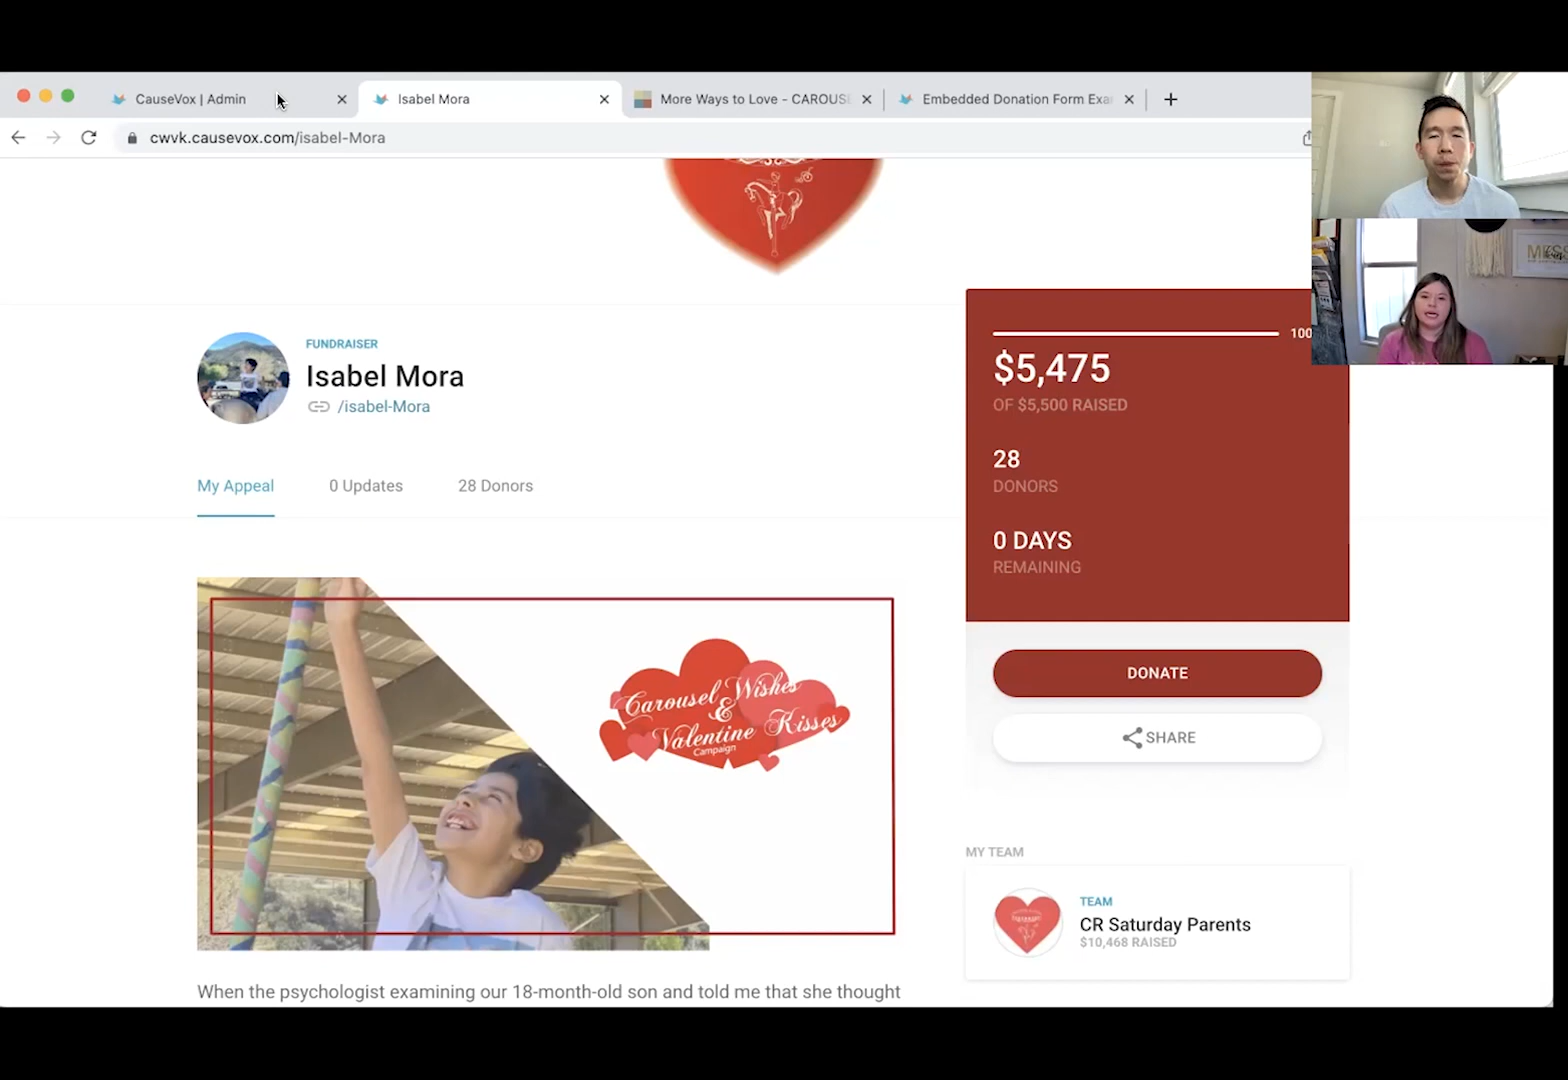 CauseVox | Admin
Isabel Mora
More Ways to Love - CAROUS
Embedded Donation Form Exa
cwvk.causevox.com/isabel-Mora
FUNDRAISER
Isabel Mora
/isabel-Mora
My Appeal
0 Updates
28 Donors
Carousel Wishes
&
Valentine Kisses
Campaign
When the psychologist examining our 18-month-old son and told me that she thought
100
$5,475
OF $5,500 RAISED
28
DONORS
0 DAYS
REMAINING
DONATE
SHARE
MY TEAM
TEAM
CR Saturday Parents
$10,468 RAISED